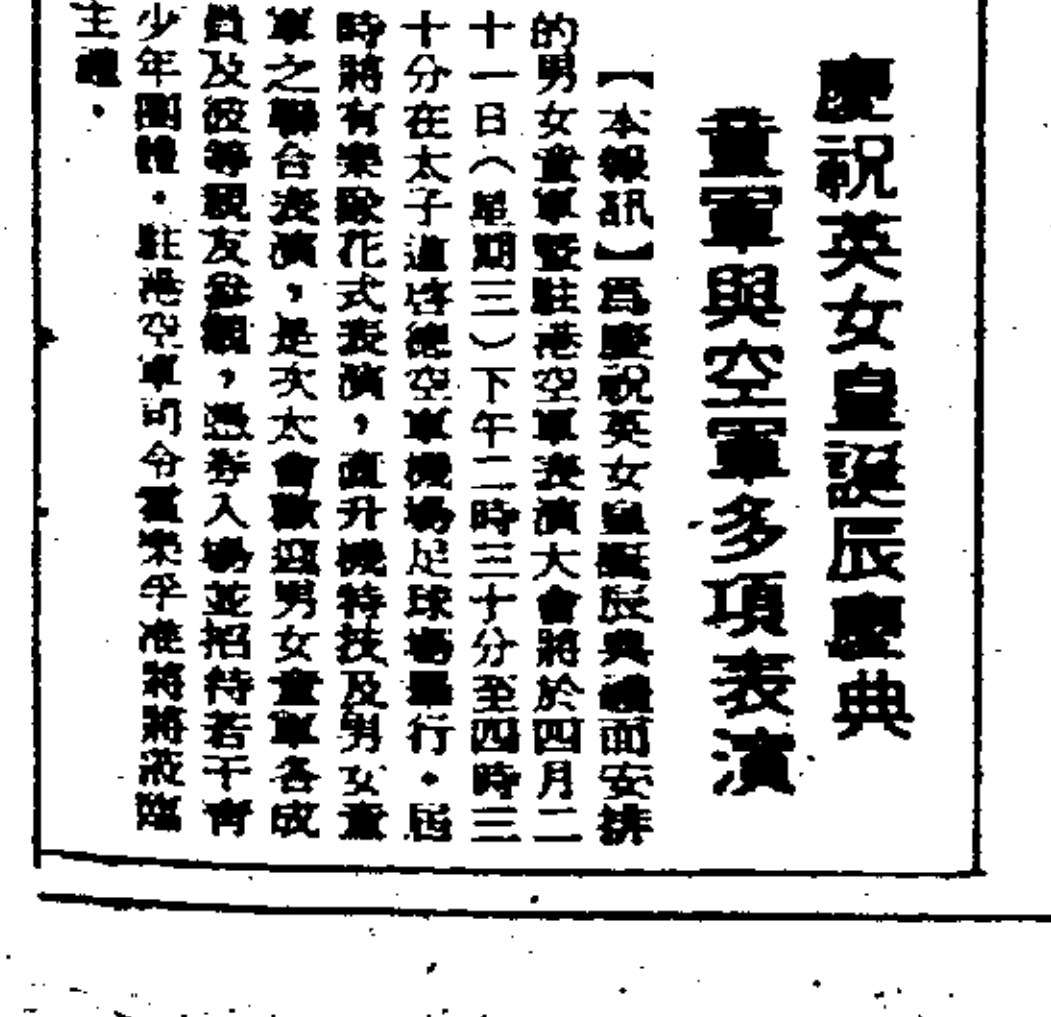 慶祝英女皇誕辰慶典
童軍與空軍多項表演
【本報訊】爲慶祝英女皇誕辰典禮而安排
的男女童軍暨駐港空軍表演大會將於四月二
十一日（星期三）下午二時三十分至四時三
十分在太子道啓德空軍機場足球場舉行。屆
時將有樂隊花式表演，直升機特技及男女童
軍之聯合表演，是次大會歡迎男女童軍各成
員及彼等親友參觀，憑券入場並招待若干靑
少年團體。駐港空軍司令霍樂孚准將將蒞臨
主禮。